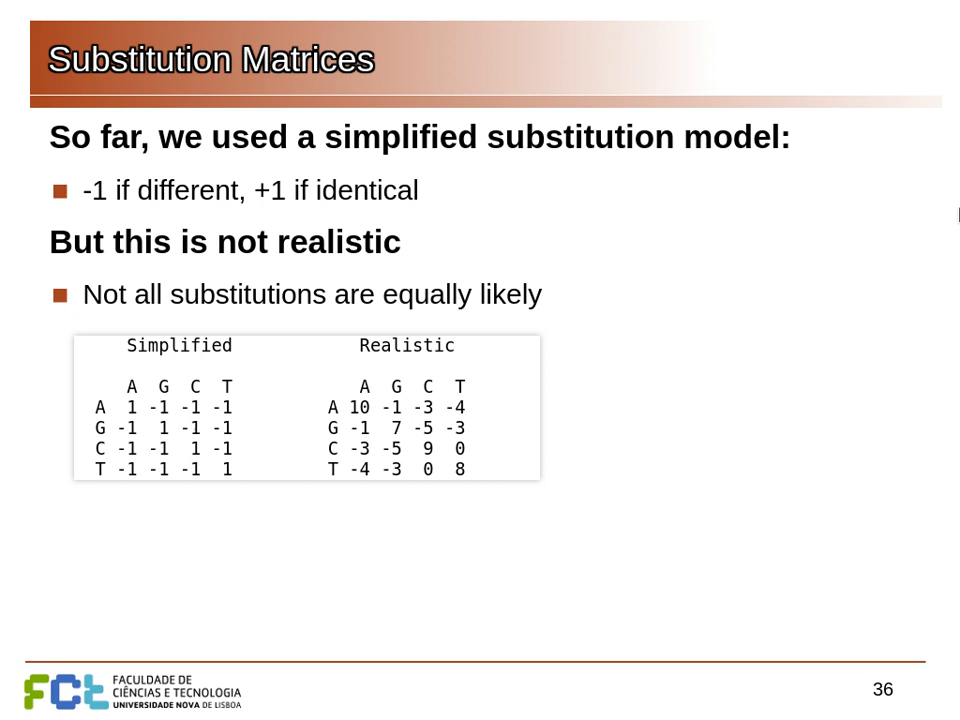 Substitution Matrices
So far, we used a simplified substitution model:
-1 if different, +1 if identical
But this is not realistic
Not all substitutions are equally likely
Simplified Realistic
A G C T A G C T
A 1 -1 -1 -1 A 10 -1 -3 -4
G -1 1 -1 -1 G -1 7 -5 -3
C -1 -1 1 -1 C -3 -5 9 0
T -1 -1 -1 1 T -4 -3 0 8
FCt FACULDADE DE
CIÊNCIAS E TECNOLOGIA
UNIVERSIDADE NOVA DE LISBOA
36